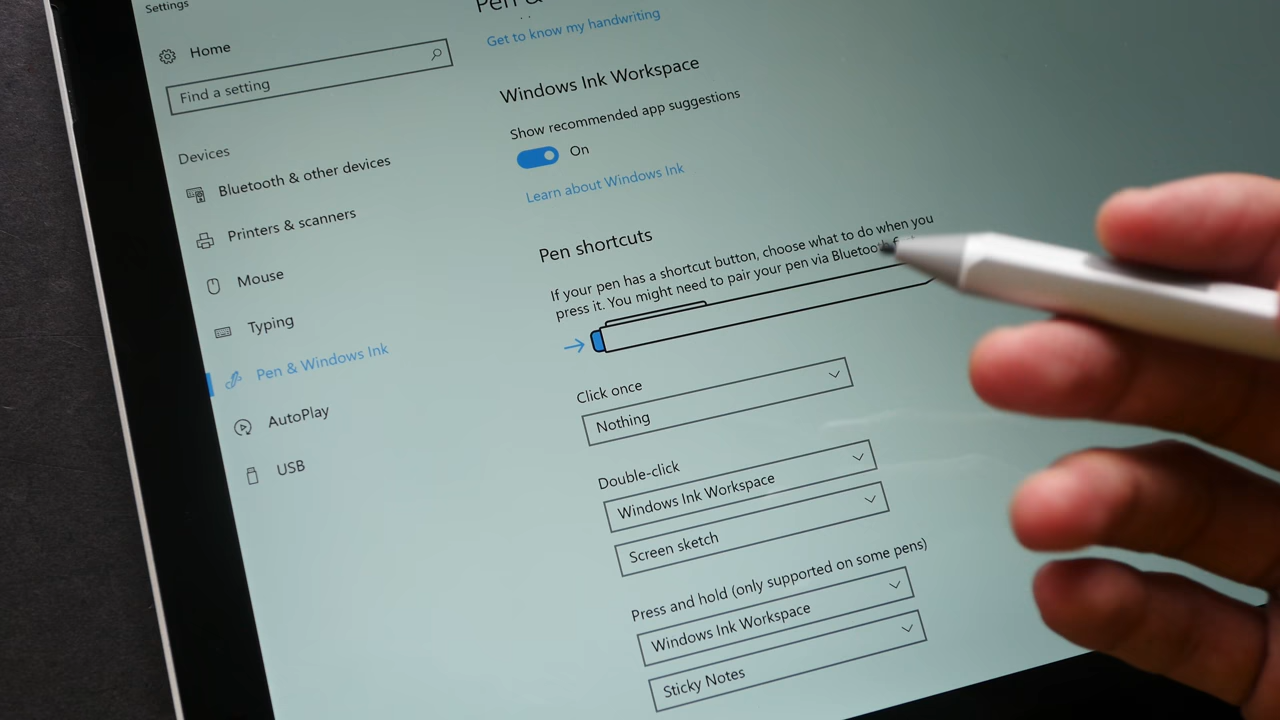 Settings
Home
Find a setting
Devices
Bluetooth & other devices
Printers & scanners
Mouse
Typing
Pen & Windows Ink
AutoPlay
USB
Pen &
Get to know my handwriting
Windows Ink Workspace
Show recommended app suggestions
On
Learn about Windows Ink
Pen shortcuts
If your pen has a shortcut button, choose what to do when you
press it. You might need to pair your pen via Bluetooth
Click once
Nothing
Double-click
Windows Ink Workspace
Screen sketch
Press and hold (only supported on some pens)
Windows Ink Workspace
Sticky Notes